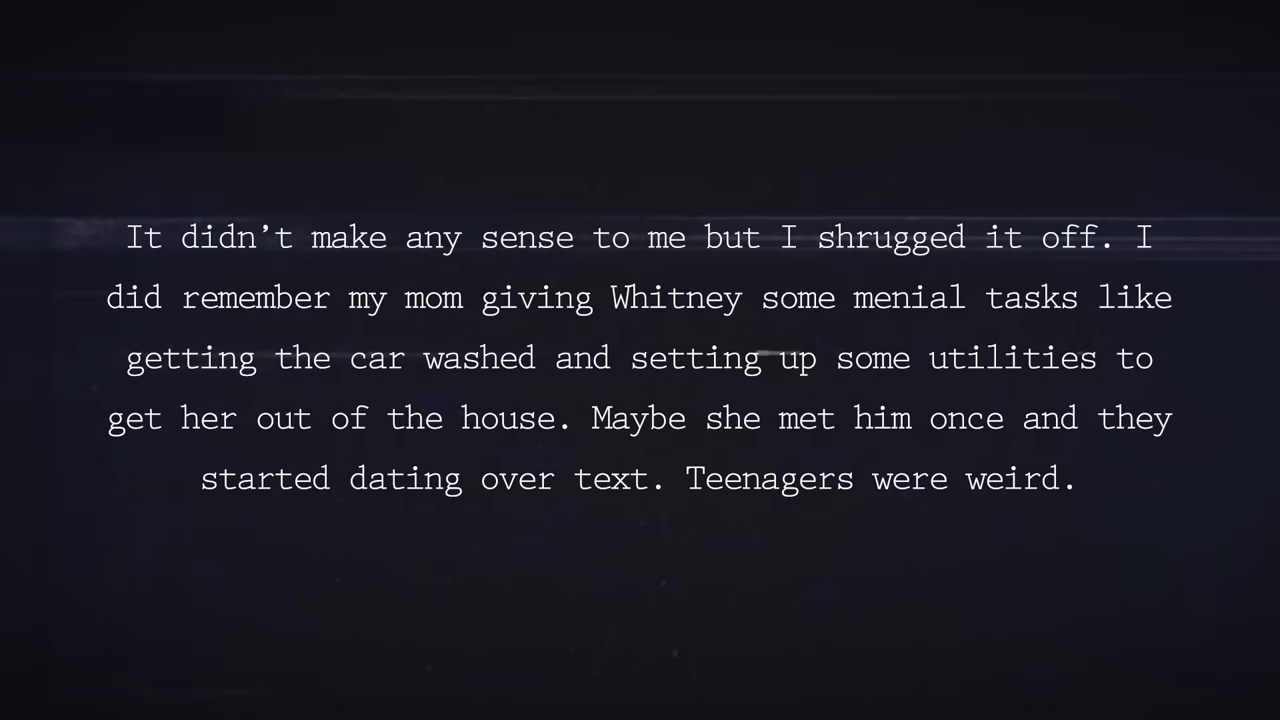 It didn’t make any sense to me but I shrugged it off. I
did remember my mom giving Whitney some menial tasks like
getting the car washed and setting up some utilities to
get her out of the house. Maybe she met him once and they
started dating over text. Teenagers were weird.